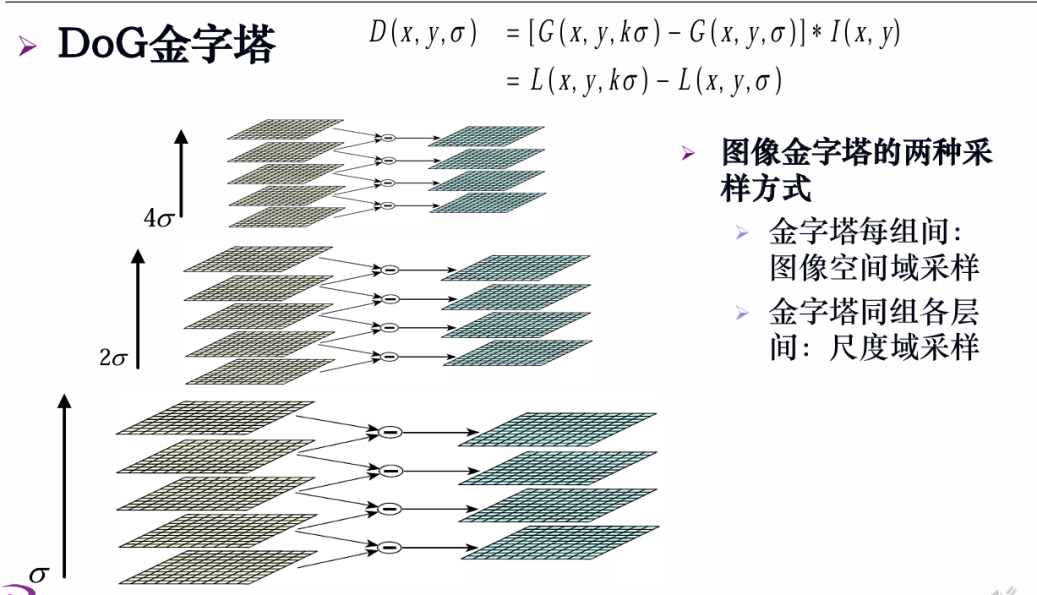 DoG金字塔
D(x, y,σ) = [G(x, y,kσ) − G(x, y,σ)] * I(x, y)
= L(x, y,kσ) − L(x, y,σ)
4σ
2σ
σ
图像金字塔的两种采
样方式
金字塔每组间：
图像空间域采样
金字塔同组各层
间：尺度域采样